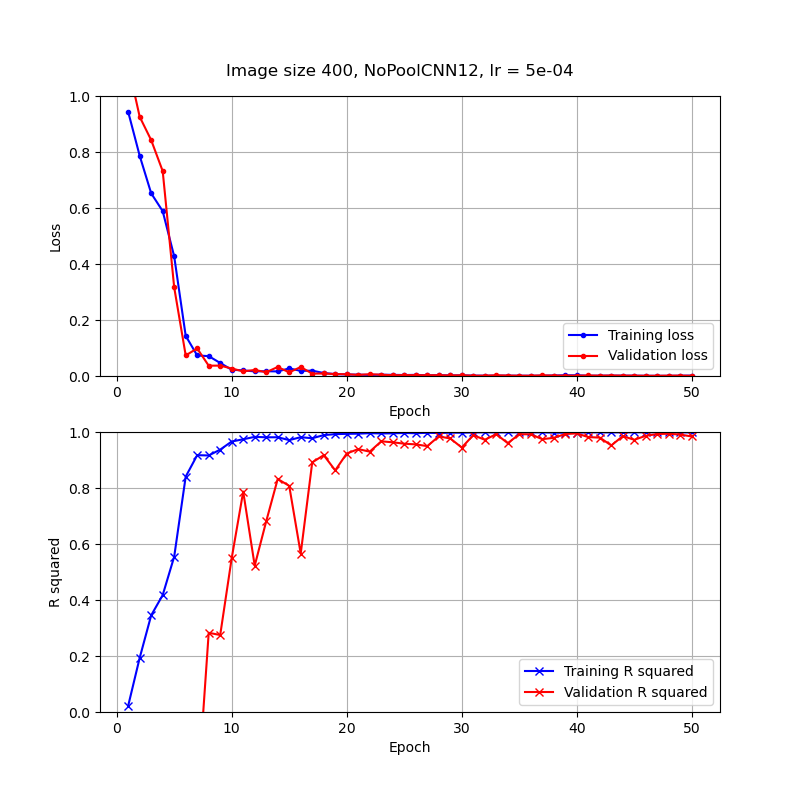 Image size 400, NoPoolCNN12, lr = 5e-04
1.0
0.8
0.6
0.4
0.2
0.0
Loss
Training loss
Validation loss
0 10 20 30 40 50
Epoch
1.0
0.8
0.6
0.4
0.2
0.0
R squared
Training R squared
Validation R squared
0 10 20 30 40 50
Epoch